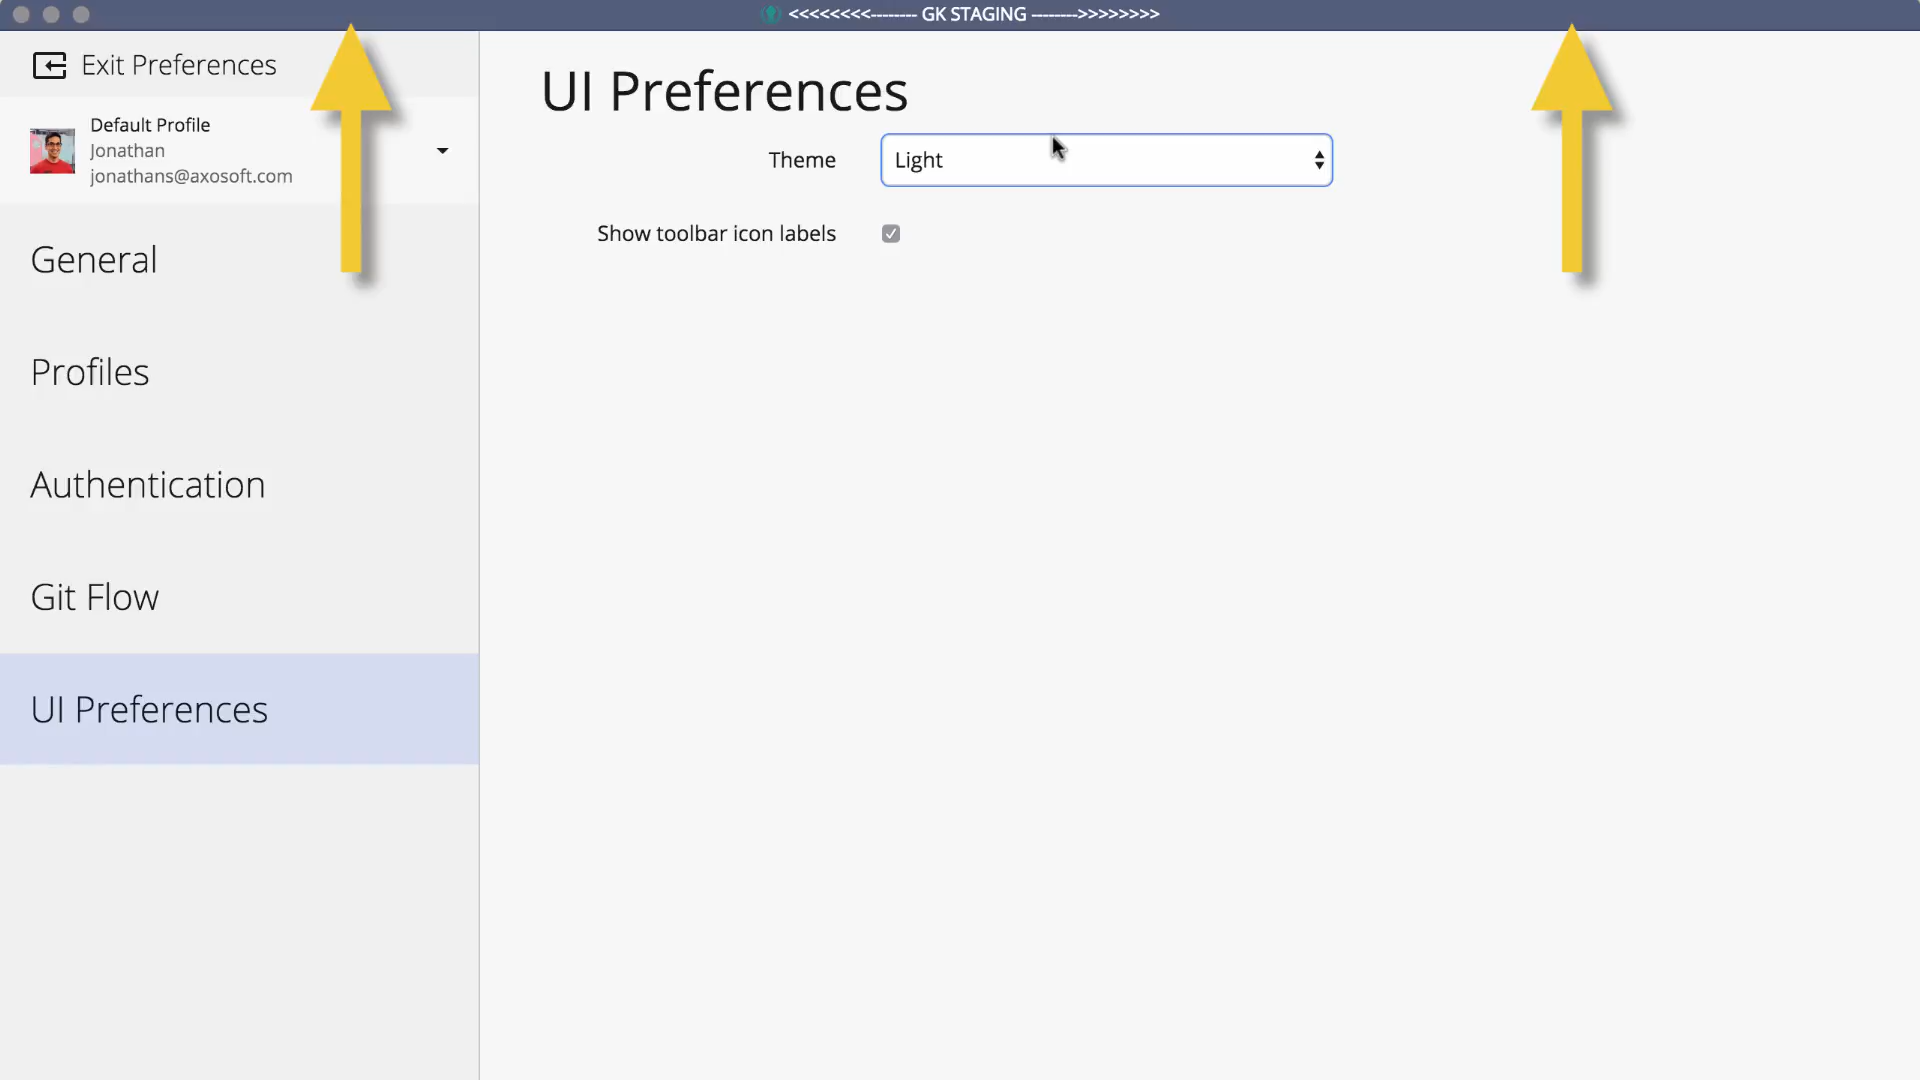 <<<<<<<<-------- GK STAGING -------->>>>>>>>
Exit Preferences
Default Profile
Jonathan
jonathans@axosoft.com
General
Profiles
Authentication
Git Flow
UI Preferences
UI Preferences
Theme
Light
Show toolbar icon labels